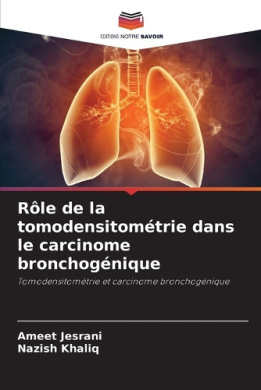 EDITIONS NOTRE SAVOIR
Rôle de la
tomodensitométrie dans
le carcinome
bronchogénique
Tomodensitométrie et carcinome bronchogénique
Ameet Jesrani
Nazish Khaliq